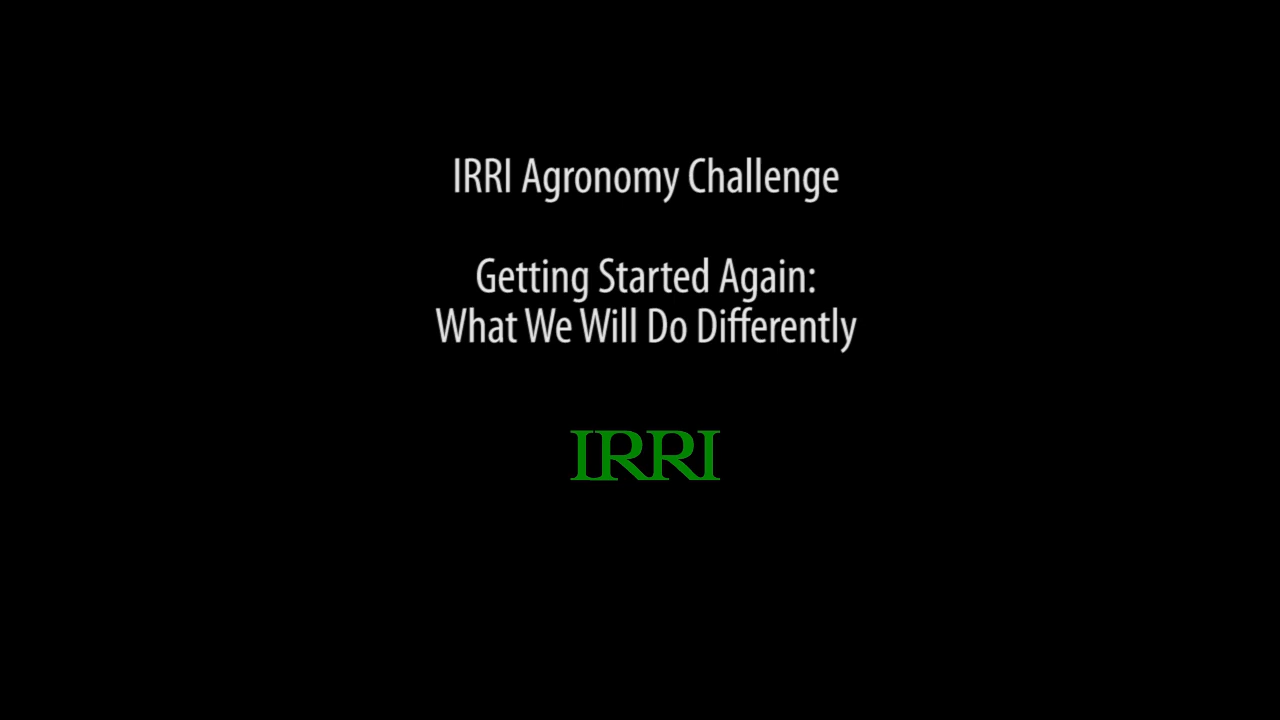 IRRI Agronomy Challenge
Getting Started Again:
What We Will Do Differently
IRRI